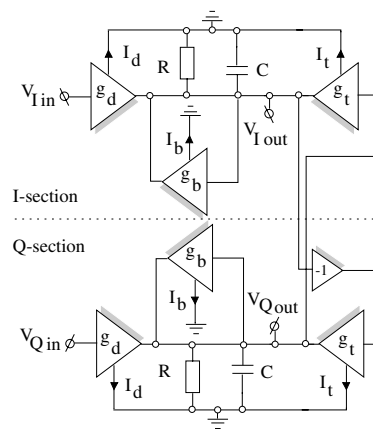 I_d R C I_t
V_I in g_d g_t
I_b V_I out
g_b
I-section
Q-section
g_b -1
I_b V_Q out
V_Q in g_d g_t
R C
I_d I_t